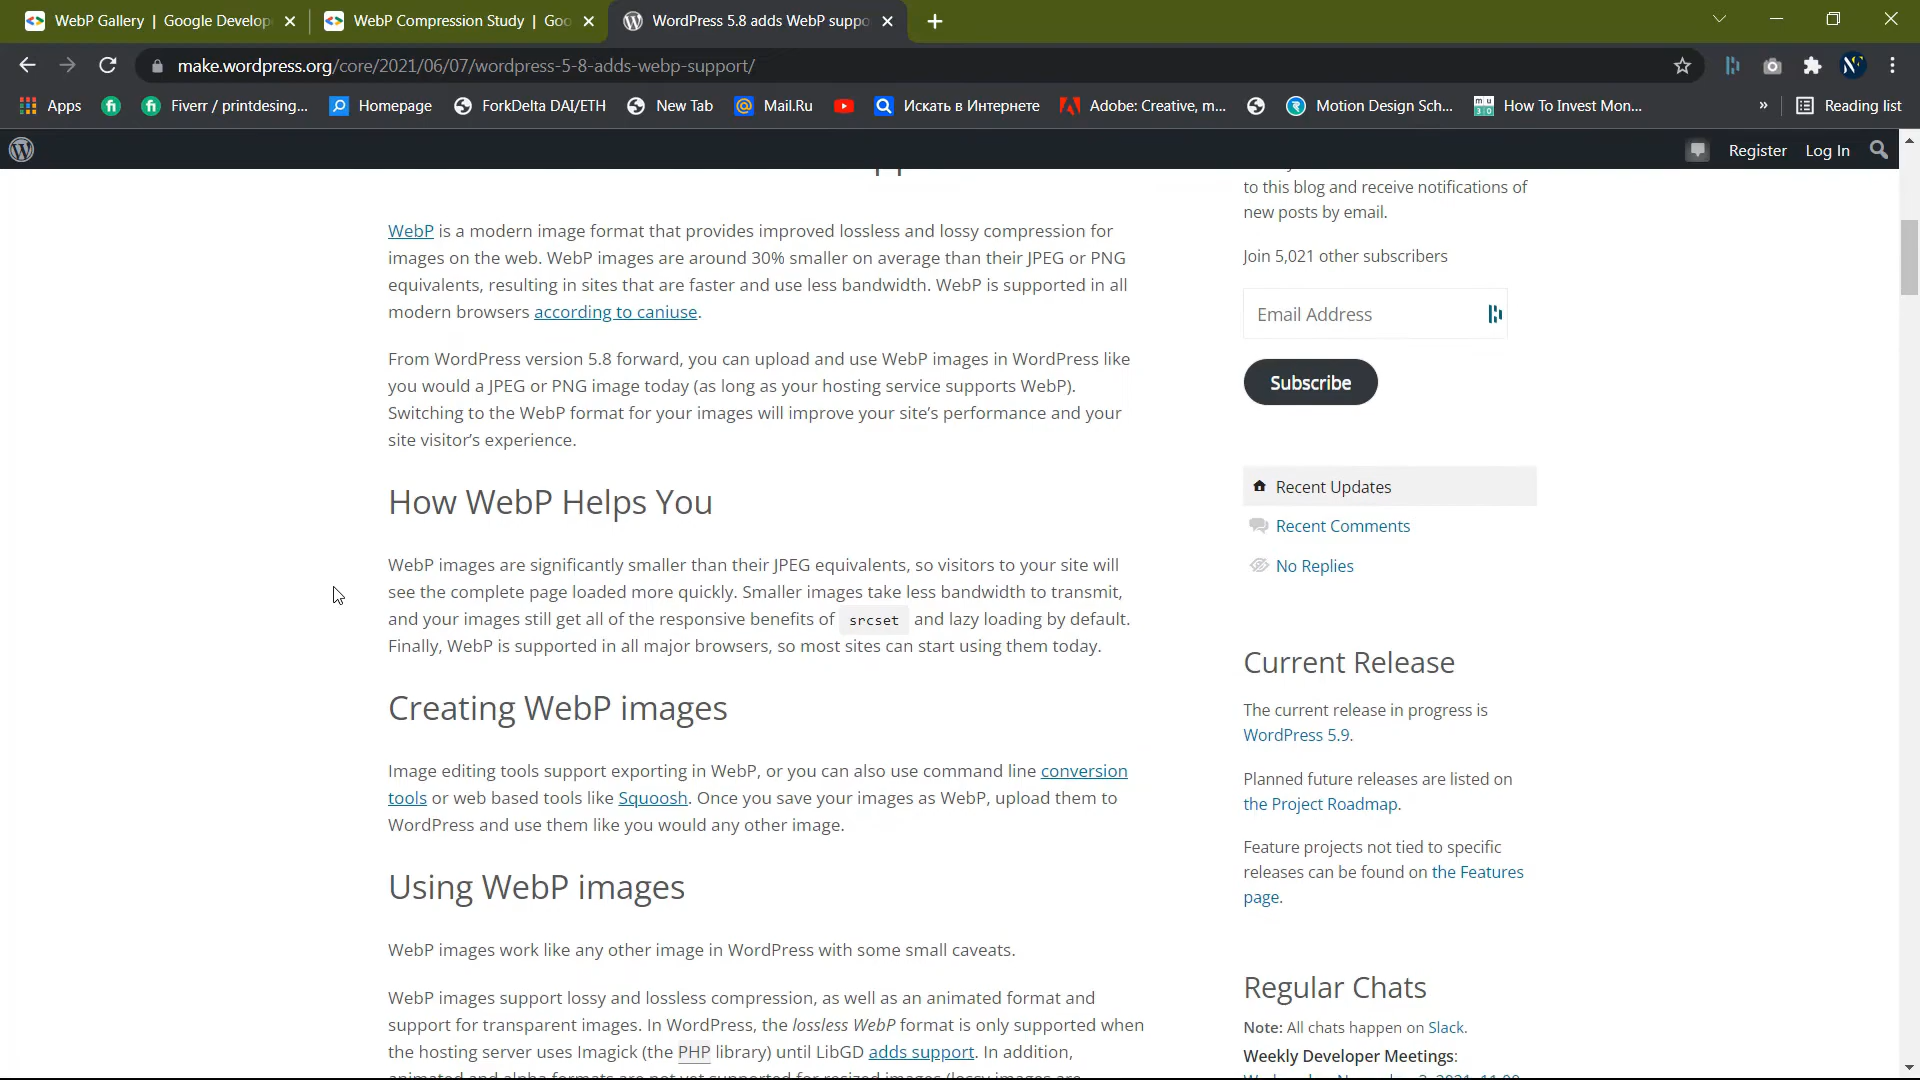 WebP Gallery | Google Develop
WebP Compression Study | Goo
WordPress 5.8 adds WebP suppo
make.wordpress.org/core/2021/06/07/wordpress-5-8-adds-webp-support/
Apps
Fiverr / printdesing...
Homepage
ForkDelta DAI/ETH
New Tab
Mail.Ru
Искать в Интернете
Adobe: Creative, m...
Motion Design Sch...
How To Invest Mon...
»
Reading list
Register
Log In
WebP is a modern image format that provides improved lossless and lossy compression for
images on the web. WebP images are around 30% smaller on average than their JPEG or PNG
equivalents, resulting in sites that are faster and use less bandwidth. WebP is supported in all
modern browsers according to caniuse.
From WordPress version 5.8 forward, you can upload and use WebP images in WordPress like
you would a JPEG or PNG image today (as long as your hosting service supports WebP).
Switching to the WebP format for your images will improve your site's performance and your
site visitor's experience.
How WebP Helps You
WebP images are significantly smaller than their JPEG equivalents, so visitors to your site will
see the complete page loaded more quickly. Smaller images take less bandwidth to transmit,
and your images still get all of the responsive benefits of srcset and lazy loading by default.
Finally, WebP is supported in all major browsers, so most sites can start using them today.
Creating WebP images
Image editing tools support exporting in WebP, or you can also use command line conversion
tools or web based tools like Squoosh. Once you save your images as WebP, upload them to
WordPress and use them like you would any other image.
Using WebP images
WebP images work like any other image in WordPress with some small caveats.
WebP images support lossy and lossless compression, as well as an animated format and
support for transparent images. In WordPress, the lossless WebP format is only supported when
the hosting server uses Imagick (the PHP library) until LibGD adds support. In addition,
animated and alpha formats are not yet supported for resized images (lossy images are
to this blog and receive notifications of
new posts by email.
Join 5,021 other subscribers
Email Address
Subscribe
Recent Updates
Recent Comments
No Replies
Current Release
The current release in progress is
WordPress 5.9.
Planned future releases are listed on
the Project Roadmap.
Feature projects not tied to specific
releases can be found on the Features
page.
Regular Chats
Note: All chats happen on Slack.
Weekly Developer Meetings: